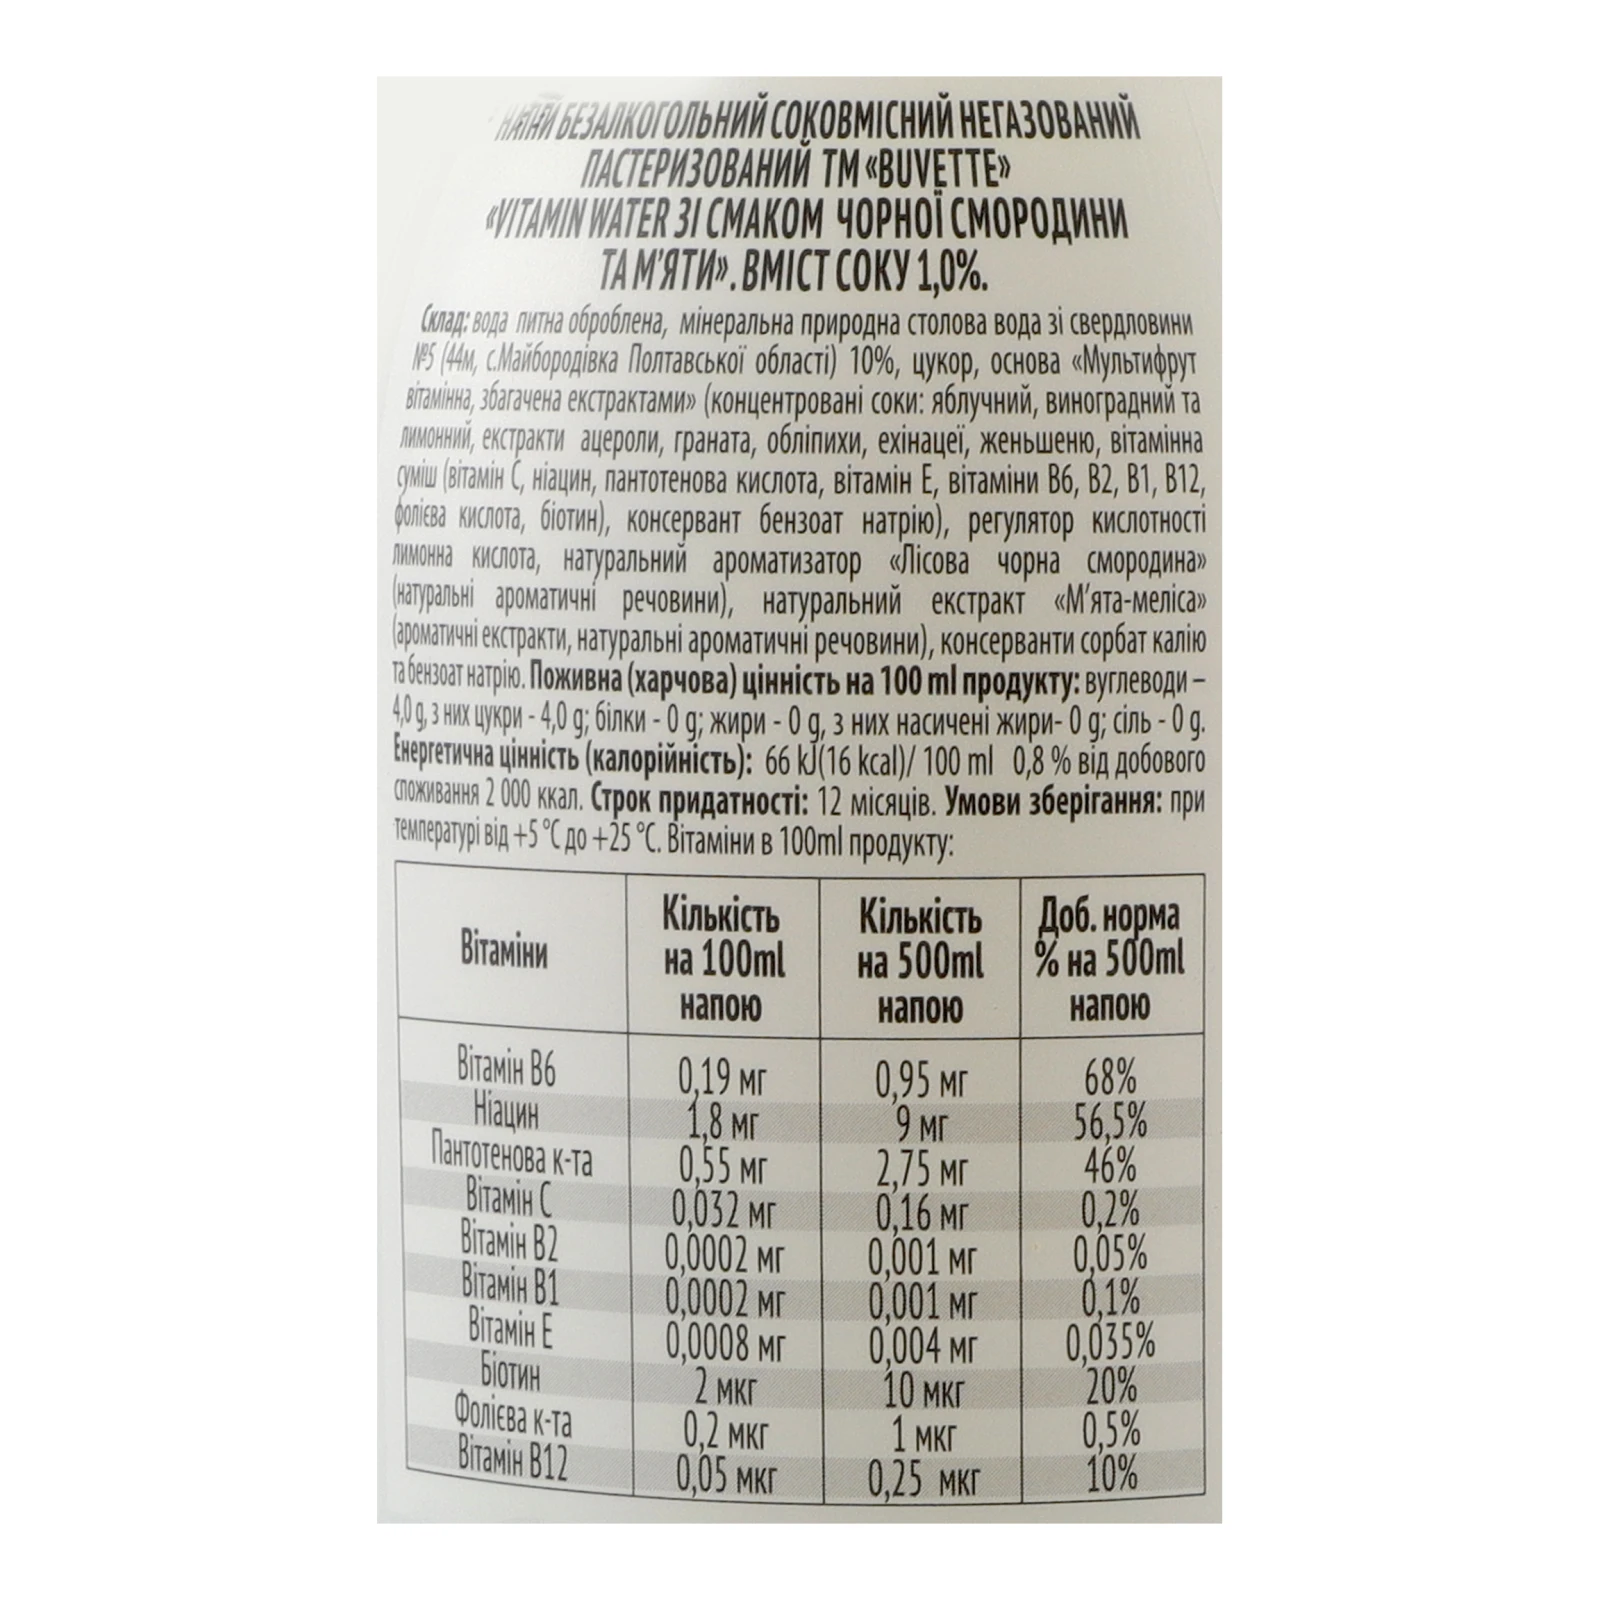 НАПІЙ БЕЗАЛКОГОЛЬНИЙ СОКОВМІСНИЙ НЕГАЗОВАНИЙ
ПАСТЕРИЗОВАНИЙ ТМ «BUVETTE»
«VITAMIN WATER ЗІ СМАКОМ ЧОРНОЇ СМОРОДИНИ
ТА М'ЯТИ». ВМІСТ СОКУ 1,0%.
Склад: вода питна оброблена, мінеральна природна столова вода зі свердловини
№5 (44м, с.Майбородівка Полтавської області) 10%, цукор, основа «Мультифрут
вітамінна, збагачена екстрактами» (концентровані соки: яблучний, виноградний та
лимонний, екстракти ацероли, граната, обліпихи, ехінацеї, женьшеню, вітамінна
суміш (вітамін С, ніацин, пантотенова кислота, вітамін Е, вітаміни В6, В2, В1, В12,
фолієва кислота, біотин), консервант бензоат натрію), регулятор кислотності
лимонна кислота, натуральний ароматизатор «Лісова чорна смородина»
(натуральні ароматичні речовини), натуральний екстракт «М'ята-меліса»
(ароматичні екстракти, натуральні ароматичні речовини), консерванти сорбат калію
та бензоат натрію. Поживна (харчова) цінність на 100 ml продукту: вуглеводи –
4,0 g, з них цукри - 4,0 g; білки - 0 g; жири - 0 g, з них насичені жири- 0 g; сіль - 0 g.
Енергетична цінність (калорійність): 66 kJ(16 kcal)/ 100 ml 0,8 % від добового
споживання 2 000 ккал. Строк придатності: 12 місяців. Умови зберігання: при
температурі від +5 °С до +25 °С. Вітаміни в 100ml продукту:
Вітаміни Кількість на 100ml напою Кількість на 500ml напою Доб. норма % на 500ml напою
Вітамін В6 0,19 мг 0,95 мг 68%
Ніацин 1,8 мг 9 мг 56,5%
Пантотенова к-та 0,55 мг 2,75 мг 46%
Вітамін С 0,032 мг 0,16 мг 0,2%
Вітамін В2 0,0002 мг 0,001 мг 0,05%
Вітамін В1 0,0002 мг 0,001 мг 0,1%
Вітамін Е 0,0008 мг 0,004 мг 0,035%
Біотин 2 мкг 10 мкг 20%
Фолієва к-та 0,2 мкг 1 мкг 0,5%
Вітамін В12 0,05 мкг 0,25 мкг 10%